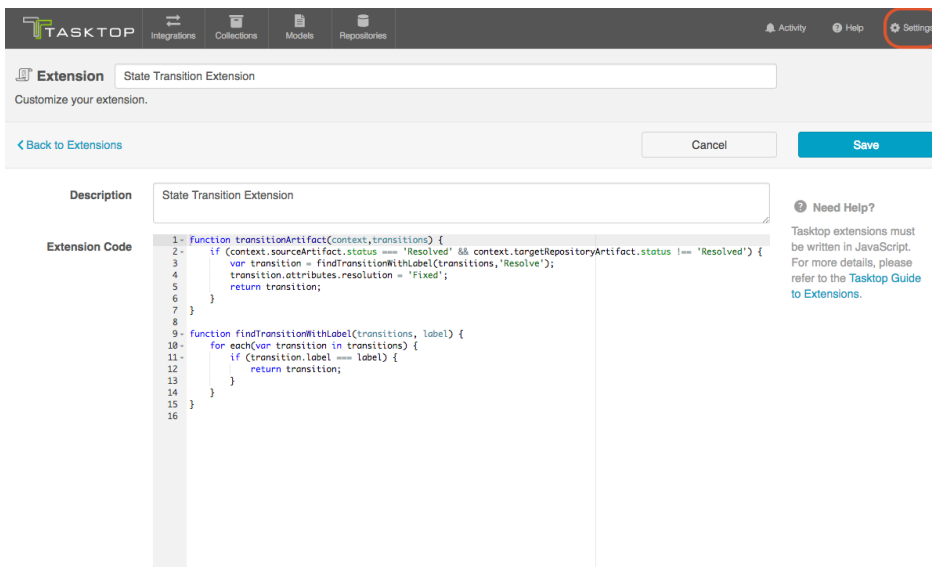 TASKTOP
Integrations Collections Models Repositories Activity Help Settings
Extension State Transition Extension
Customize your extension.
Back to Extensions Cancel Save
Description State Transition Extension
Need Help?
Tasktop extensions must
be written in JavaScript.
For more details, please
refer to the Tasktop Guide
to Extensions.
Extension Code
1 function transitionArtifact(context,transitions) {
2 if (context.sourceArtifact.status === 'Resolved' && context.targetRepositoryArtifact.status !== 'Resolved') {
3 var transition = findTransitionWithLabel(transitions,'Resolve');
4 transition.attributes.resolution = 'Fixed';
5 return transition;
6 }
7 }
8
9 function findTransitionWithLabel(transitions, label) {
10 for each(var transition in transitions) {
11 if (transition.label === label) {
12 return transition;
13 }
14 }
15 }
16